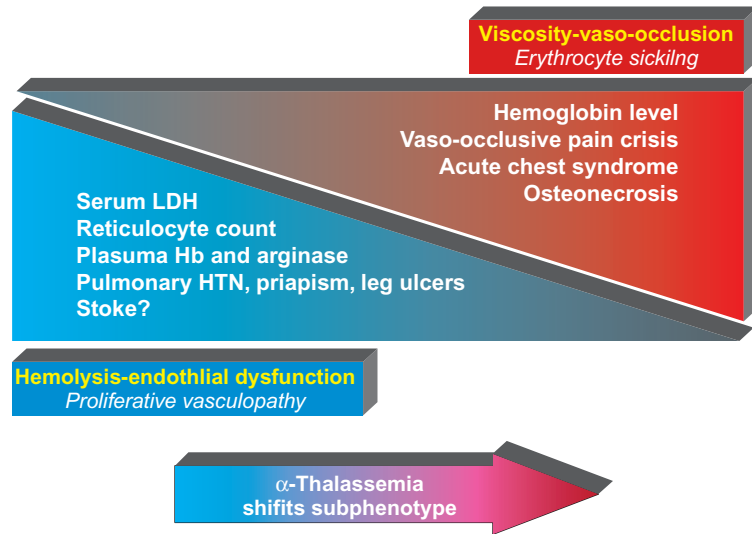 Viscosity-vaso-occlusion
Erythrocyte sickilng
Hemoglobin level
Vaso-occlusive pain crisis
Acute chest syndrome
Osteonecrosis
Serum LDH
Reticulocyte count
Plasuma Hb and arginase
Pulmonary HTN, priapism, leg ulcers
Stoke?
Hemolysis-endothlial dysfunction
Proliferative vasculopathy
α-Thalassemia
shifits subphenotype